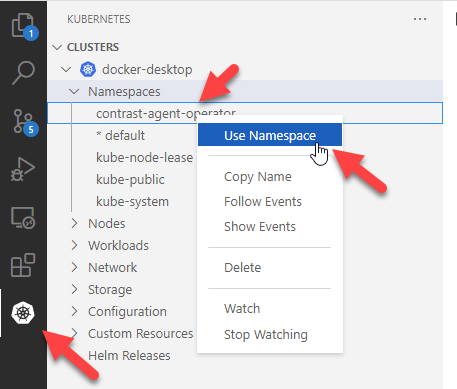 KUBERNETES
...
CLUSTERS
docker-desktop
Namespaces
contrast-agent-operator
* default
kube-node-lease
kube-public
kube-system
Nodes
Workloads
Network
Storage
Configuration
Custom Resources
Helm Releases
Use Namespace
Copy Name
Follow Events
Show Events
Delete
Watch
Stop Watching
1
5